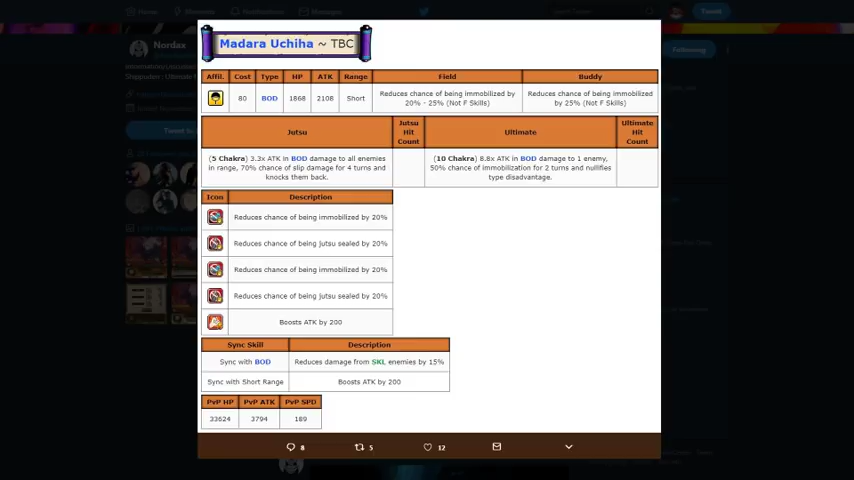 Home
Moments
Notifications
Messages
Tweet
Nordax
Following
Madara Uchiha ~ TBC
Affil. Cost Type HP ATK Range Field Buddy
80 BOD 1868 2108 Short
Reduces chance of being immobilized by
20% - 25% (Not F Skills)
Reduces chance of being immobilized
by 25% (Not F Skills)
Jutsu
Jutsu
Hit
Count
Ultimate
Ultimate
Hit
Count
(5 Chakra) 3.3x ATK in BOD damage to all enemies
in range, 70% chance of slip damage for 4 turns and
knocks them back.
(10 Chakra) 8.8x ATK in BOD damage to 1 enemy,
50% chance of immobilization for 2 turns and nullifies
type disadvantage.
Icon Description
Reduces chance of being immobilized by 20%
Reduces chance of being jutsu sealed by 20%
Reduces chance of being immobilized by 20%
Reduces chance of being jutsu sealed by 20%
Boosts ATK by 200
Sync Skill Description
Sync with BOD Reduces damage from SKL enemies by 15%
Sync with Short Range Boosts ATK by 200
PvP HP PvP ATK PvP SPD
33624 3794 189
8 5 12